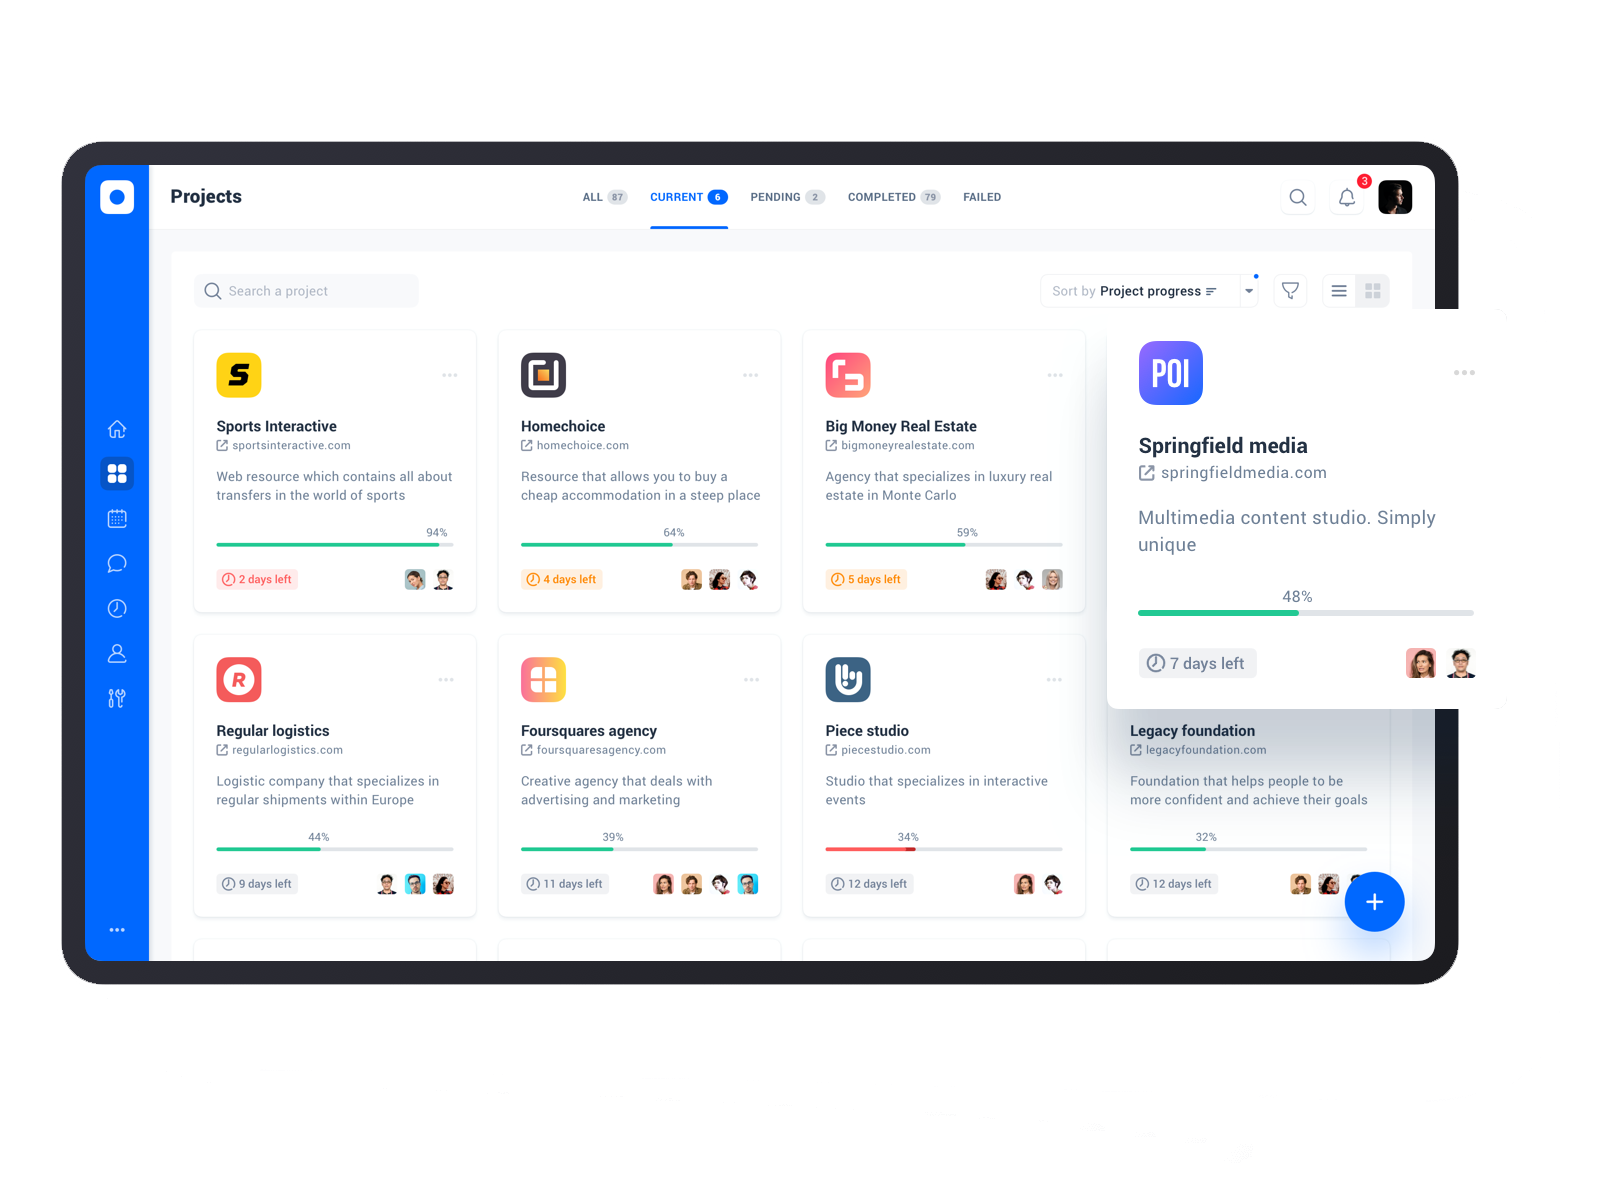 Projects
ALL 87
CURRENT 6
PENDING 2
COMPLETED 79
FAILED
3
Search a project
Sort by Project progress
S
Sports Interactive
sportsinteractive.com
Web resource which contains all about
transfers in the world of sports
94%
2 days left
Homechoice
homechoice.com
Resource that allows you to buy a
cheap accommodation in a steep place
64%
4 days left
Big Money Real Estate
bigmoneyrealestate.com
Agency that specializes in luxury real
estate in Monte Carlo
59%
5 days left
POI
Springfield media
springfieldmedia.com
Multimedia content studio. Simply
unique
48%
7 days left
R
Regular logistics
regularlogistics.com
Logistic company that specializes in
regular shipments within Europe
44%
9 days left
Foursquares agency
foursquaresagency.com
Creative agency that deals with
advertising and marketing
39%
11 days left
Piece studio
piecestudio.com
Studio that specializes in interactive
events
34%
12 days left
Legacy foundation
legacyfoundation.com
Foundation that helps people to be
more confident and achieve their goals
32%
12 days left